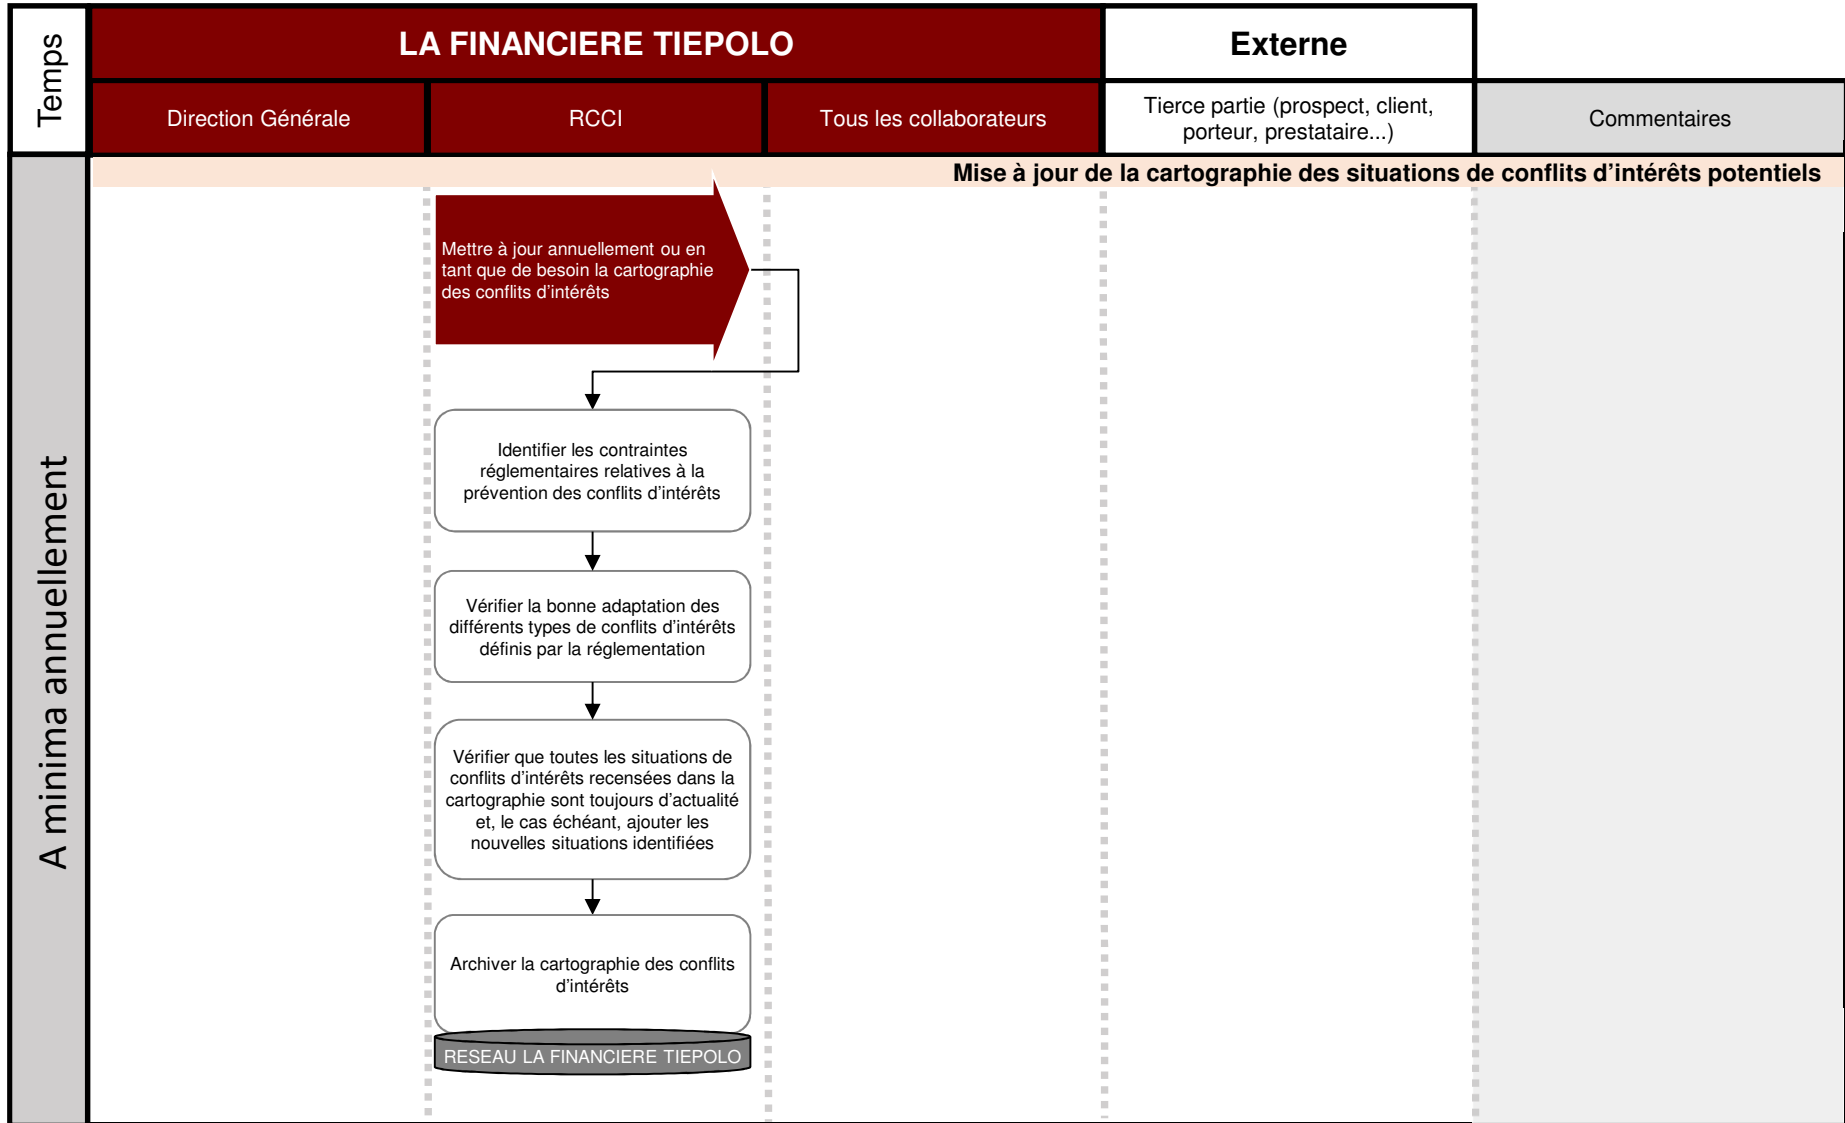 Temps
LA FINANCIERE TIEPOLO
Externe
Direction Générale
RCCI
Tous les collaborateurs
Tierce partie (prospect, client,
porteur, prestataire...)
Commentaires
A minima annuellement
Mise à jour de la cartographie des situations de conflits d’intérêts potentiels
Mettre à jour annuellement ou en
tant que de besoin la cartographie
des conflits d’intérêts
Identifier les contraintes
réglementaires relatives à la
prévention des conflits d’intérêts
Vérifier la bonne adaptation des
différents types de conflits d’intérêts
définis par la réglementation
Vérifier que toutes les situations de
conflits d’intérêts recensées dans la
cartographie sont toujours d’actualité
et, le cas échéant, ajouter les
nouvelles situations identifiées
Archiver la cartographie des conflits
d’intérêts
RESEAU LA FINANCIERE TIEPOLO